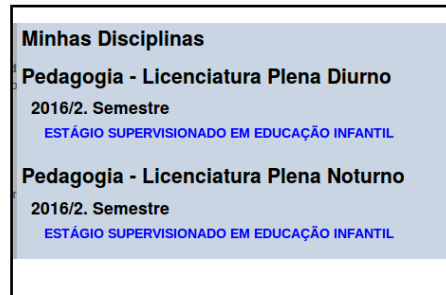 Minhas Disciplinas
Pedagogia - Licenciatura Plena Diurno
2016/2. Semestre
ESTÁGIO SUPERVISIONADO EM EDUCAÇÃO INFANTIL
Pedagogia - Licenciatura Plena Noturno
2016/2. Semestre
ESTÁGIO SUPERVISIONADO EM EDUCAÇÃO INFANTIL